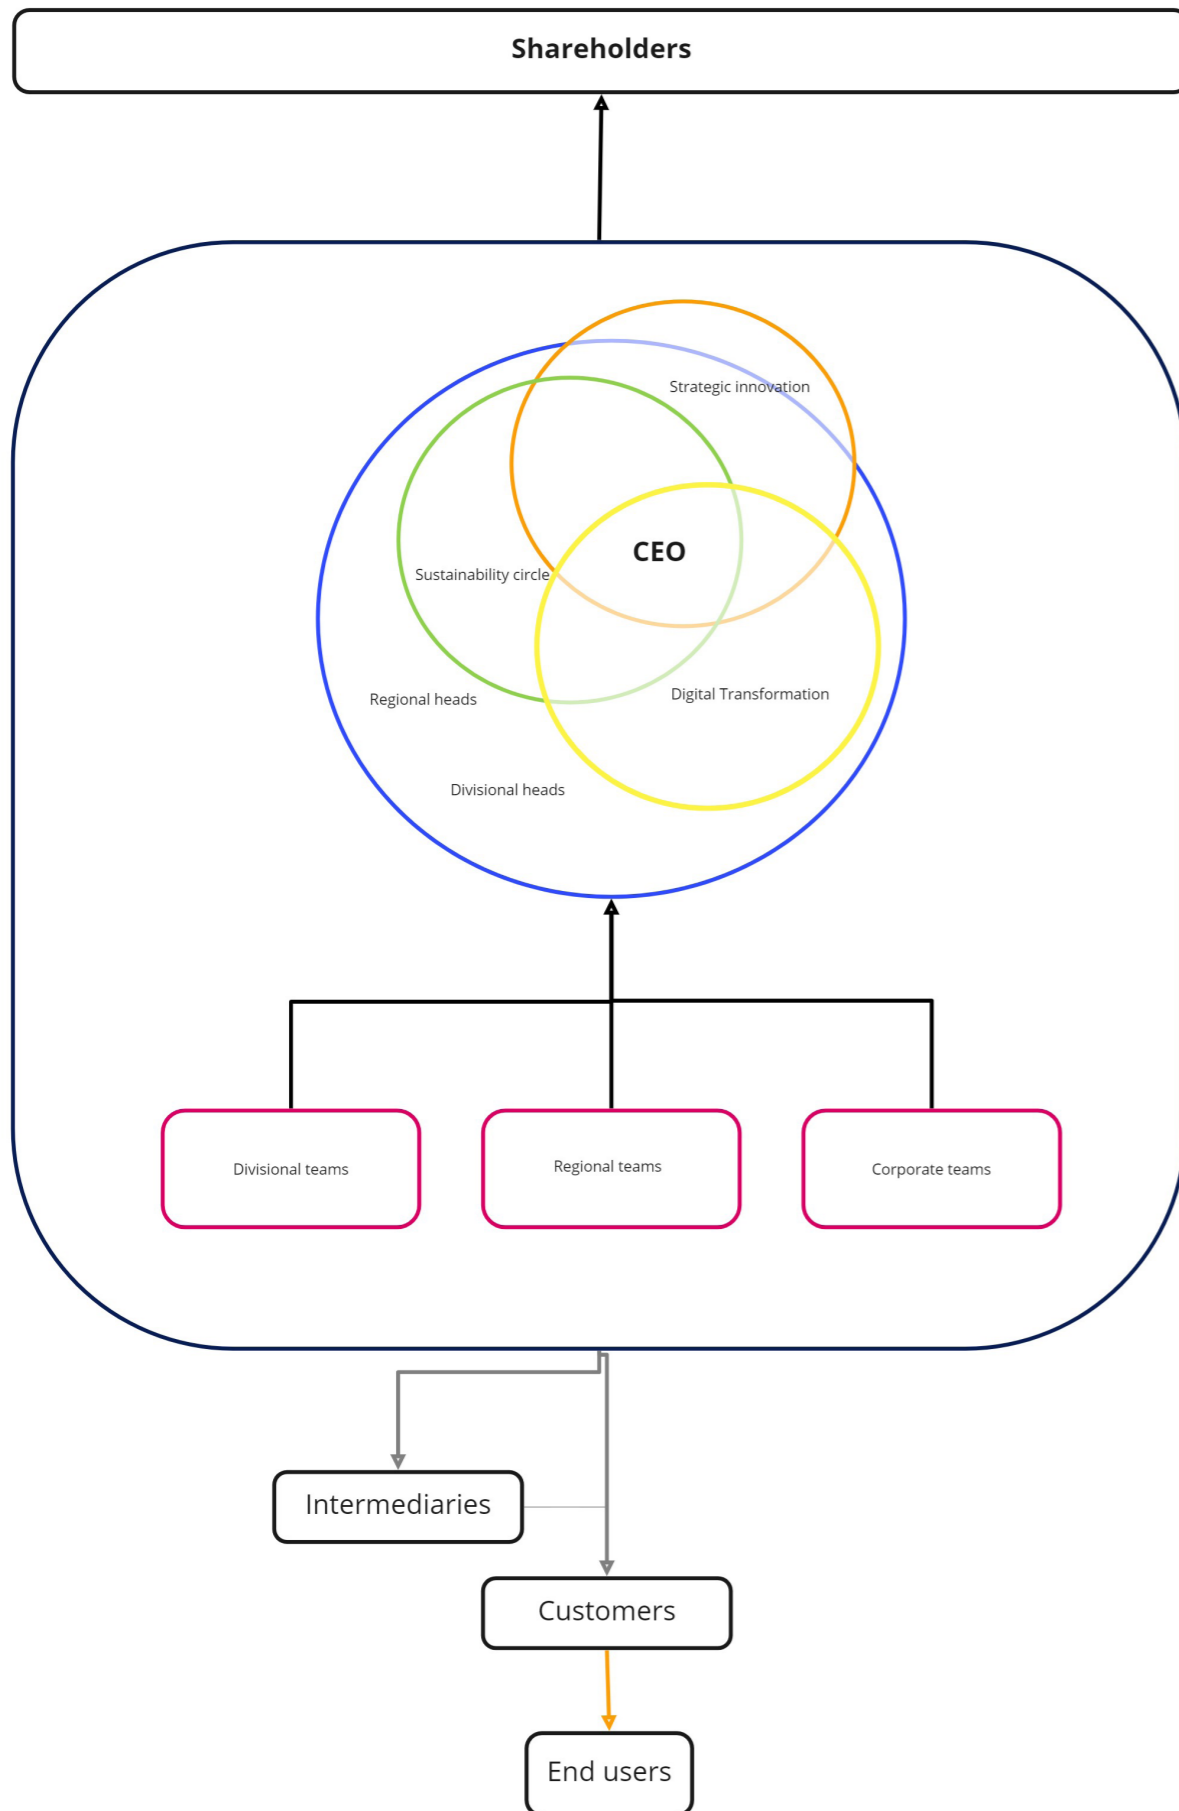 Shareholders
Strategic innovation
CEO
Sustainability circle
Regional heads
Digital Transformation
Divisional heads
Divisional teams
Regional teams
Corporate teams
Intermediaries
Customers
End users